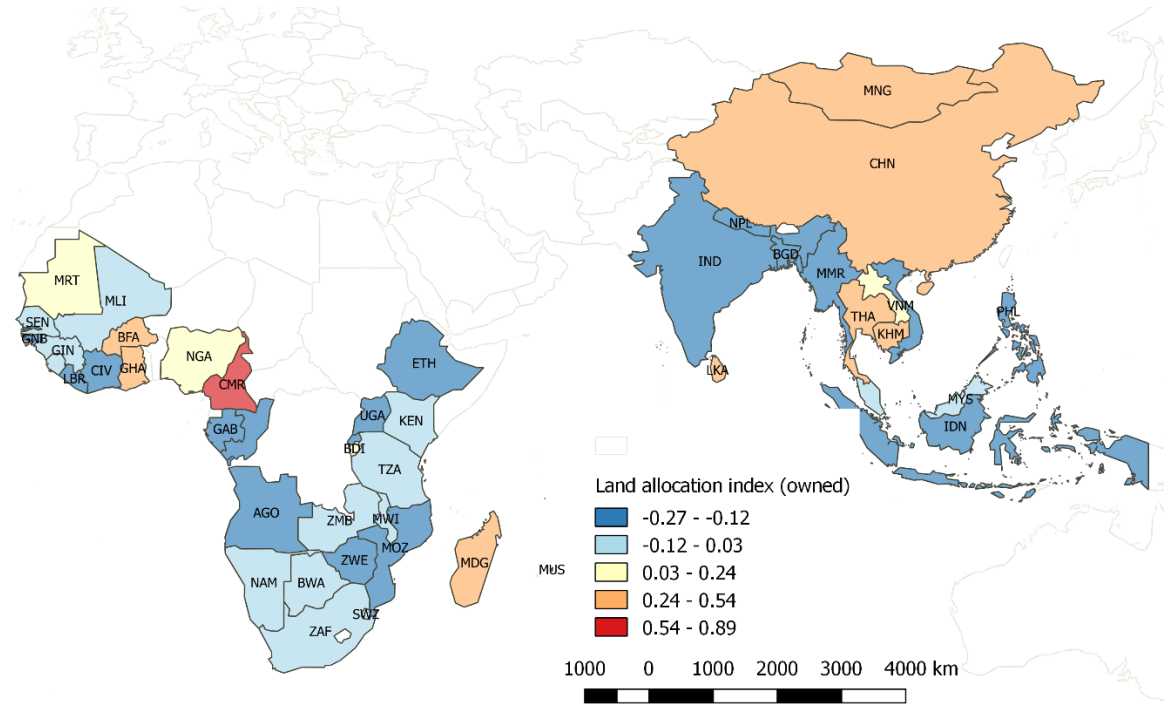 MNG
CHN
NPL
IND
BGD
MMR
MRT
MLI
VNM
THA
PHL
SEN
GNB
GIN
BFA
KHM
NGA
LBR
CIV
GHA
CMR
ETH
LKA
UGA
KEN
MYS
GAB
IDN
BDI
TZA
Land allocation index (owned)
-0.27 - -0.12
-0.12 - 0.03
0.03 - 0.24
0.24 - 0.54
0.54 - 0.89
AGO
ZMB
MWI
MOZ
ZWE
MDG
MUS
NAM
BWA
SWZ
ZAF
1000 0 1000 2000 3000 4000 km